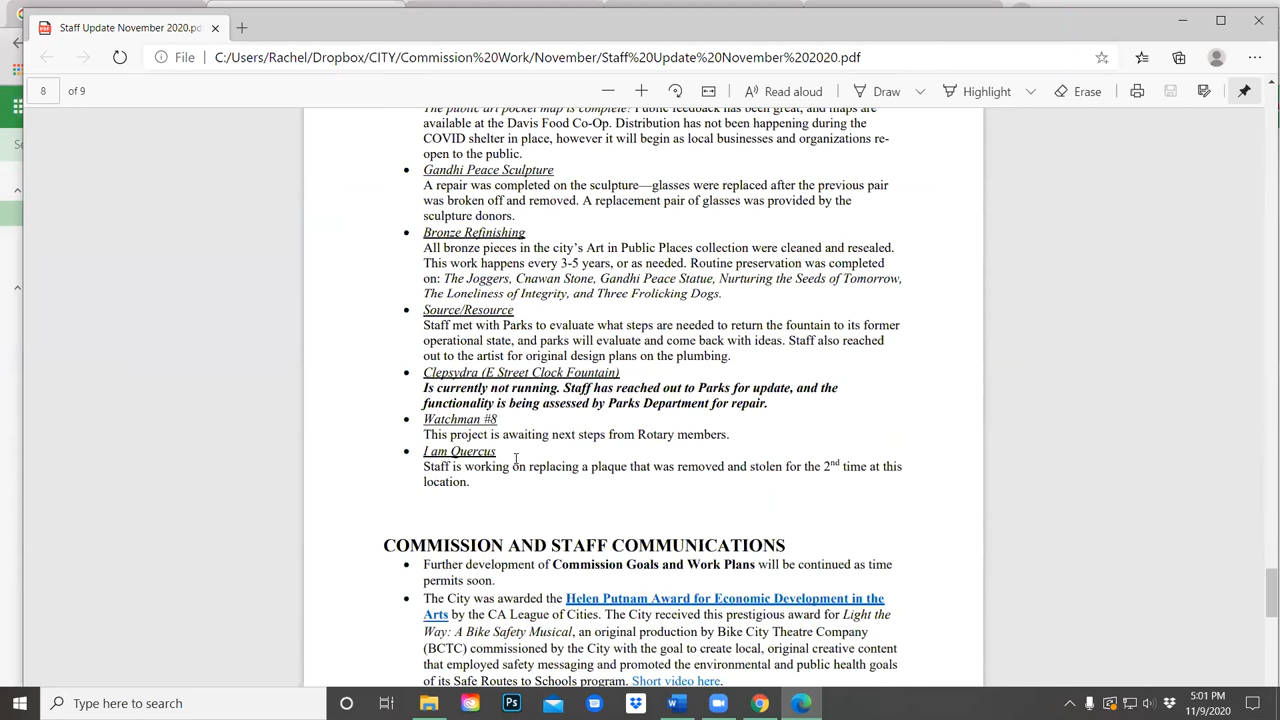 Staff Update November 2020.pd
File C:/Users/Rachel/Dropbox/CITY/Commission%20Work/November/Staff%20Update%20November%202020.pdf
8 of 9 Read aloud Draw Highlight Erase
The public art pocket map is complete! Public feedback has been great, and maps are
available at the Davis Food Co-Op. Distribution has not been happening during the
COVID shelter in place, however it will begin as local businesses and organizations re-
open to the public.
• Gandhi Peace Sculpture
A repair was completed on the sculpture—glasses were replaced after the previous pair
was broken off and removed. A replacement pair of glasses was provided by the
sculpture donors.
• Bronze Refinishing
All bronze pieces in the city's Art in Public Places collection were cleaned and resealed.
This work happens every 3-5 years, or as needed. Routine preservation was completed
on: The Joggers, Cnawan Stone, Gandhi Peace Statue, Nurturing the Seeds of Tomorrow,
The Loneliness of Integrity, and Three Frolicking Dogs.
• Source/Resource
Staff met with Parks to evaluate what steps are needed to return the fountain to its former
operational state, and parks will evaluate and come back with ideas. Staff also reached
out to the artist for original design plans on the plumbing.
• Clepsydra (E Street Clock Fountain)
Is currently not running. Staff has reached out to Parks for update, and the
functionality is being assessed by Parks Department for repair.
• Watchman #8
This project is awaiting next steps from Rotary members.
• I am Quercus
Staff is working on replacing a plaque that was removed and stolen for the 2nd time at this
location.
COMMISSION AND STAFF COMMUNICATIONS
• Further development of Commission Goals and Work Plans will be continued as time
permits soon.
• The City was awarded the Helen Putnam Award for Economic Development in the
Arts by the CA League of Cities. The City received this prestigious award for Light the
Way: A Bike Safety Musical, an original production by Bike City Theatre Company
(BCTC) commissioned by the City with the goal to create local, original creative content
that employed safety messaging and promoted the environmental and public health goals
of its Safe Routes to Schools program. Short video here.
Type here to search
5:01 PM
11/9/2020